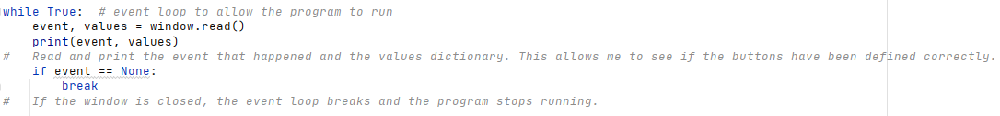 while True:  # event loop to allow the program to run
    event, values = window.read()
    print(event, values)
#   Read and print the event that happened and the values dictionary. This allows me to see if the buttons have been defined correctly.
    if event == None:
        break
#   If the window is closed, the event loop breaks and the program stops running.